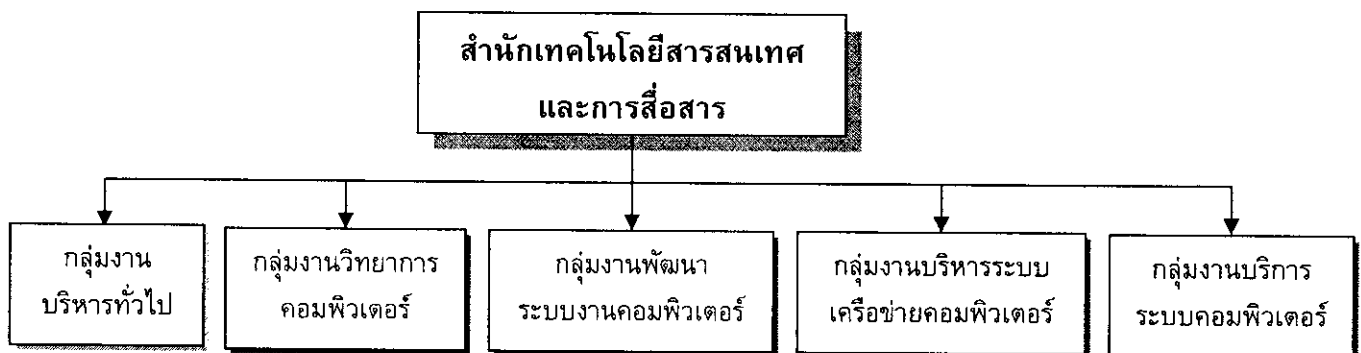 สำนักเทคโนโลยีสารสนเทศ
และการสื่อสาร
กลุ่มงาน
บริหารทั่วไป
กลุ่มงานวิทยาการ
คอมพิวเตอร์
กลุ่มงานพัฒนา
ระบบงานคอมพิวเตอร์
กลุ่มงานบริหารระบบ
เครือข่ายคอมพิวเตอร์
กลุ่มงานบริการ
ระบบคอมพิวเตอร์